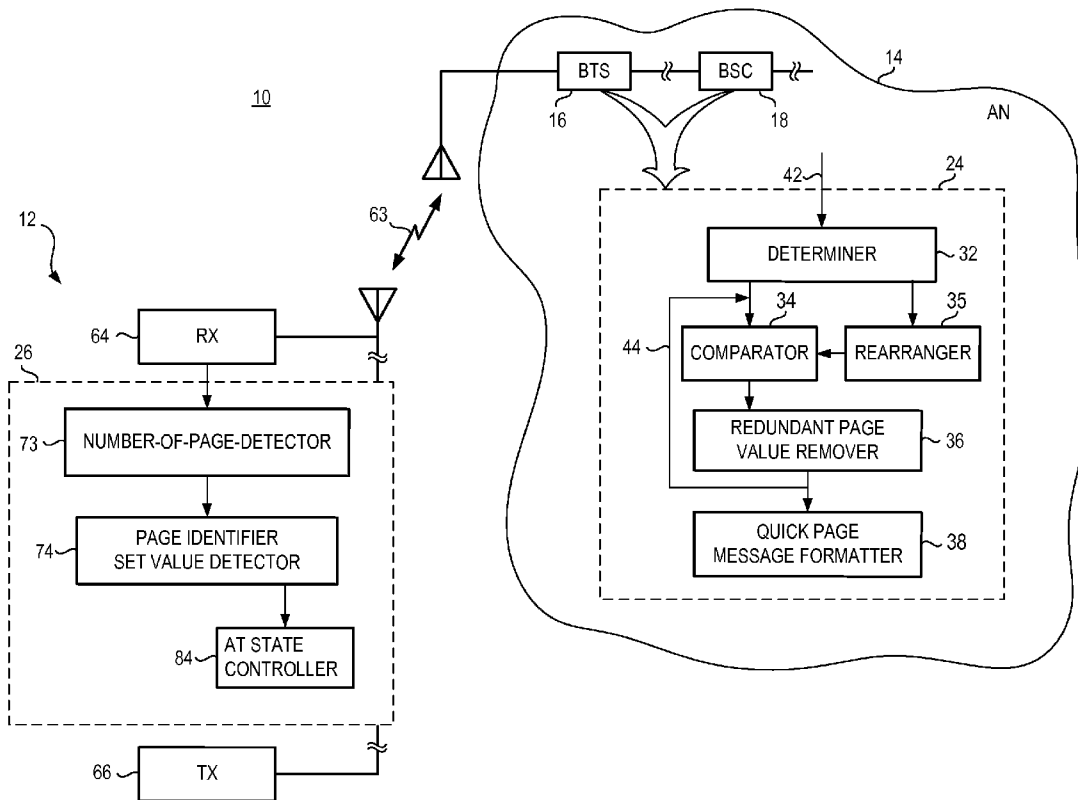 10
12
63
BTS
16
BSC
18
14
AN
42
24
DETERMINER
32
34
35
44
COMPARATOR
REARRANGER
REDUNDANT PAGE
VALUE REMOVER
36
QUICK PAGE
MESSAGE FORMATTER
38
64
RX
26
73
NUMBER-OF-PAGE-DETECTOR
74
PAGE IDENTIFIER
SET VALUE DETECTOR
84
AT STATE
CONTROLLER
66
TX